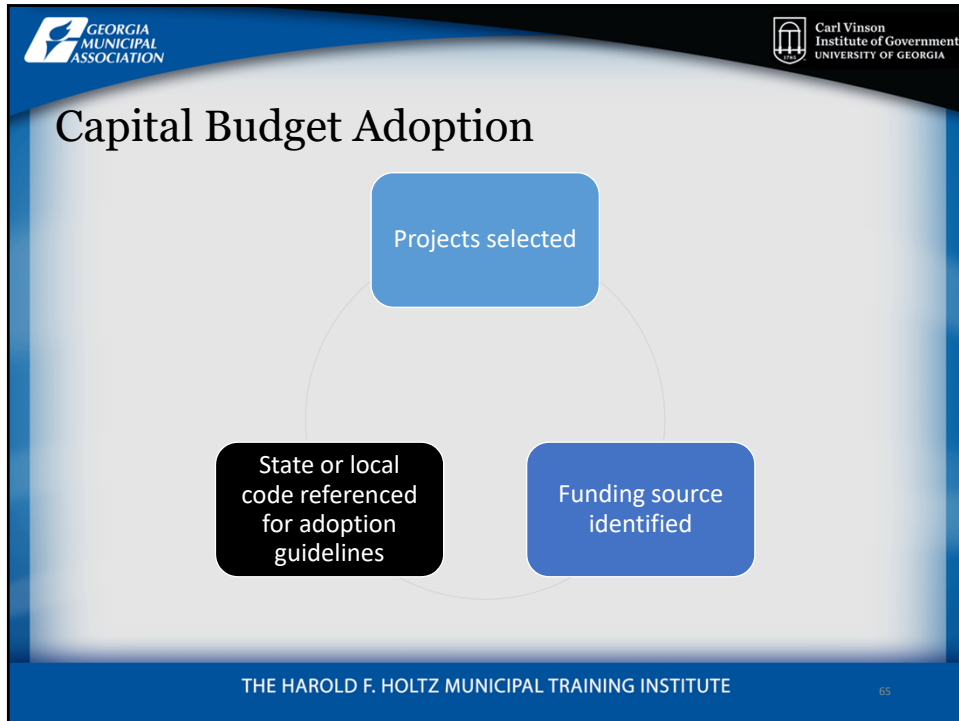 GEORGIA
MUNICIPAL
ASSOCIATION
Carl Vinson
Institute of Government
UNIVERSITY OF GEORGIA
1785
Capital Budget Adoption
Projects selected
State or local
code referenced
for adoption
guidelines
Funding source
identified
THE HAROLD F. HOLTZ MUNICIPAL TRAINING INSTITUTE
65